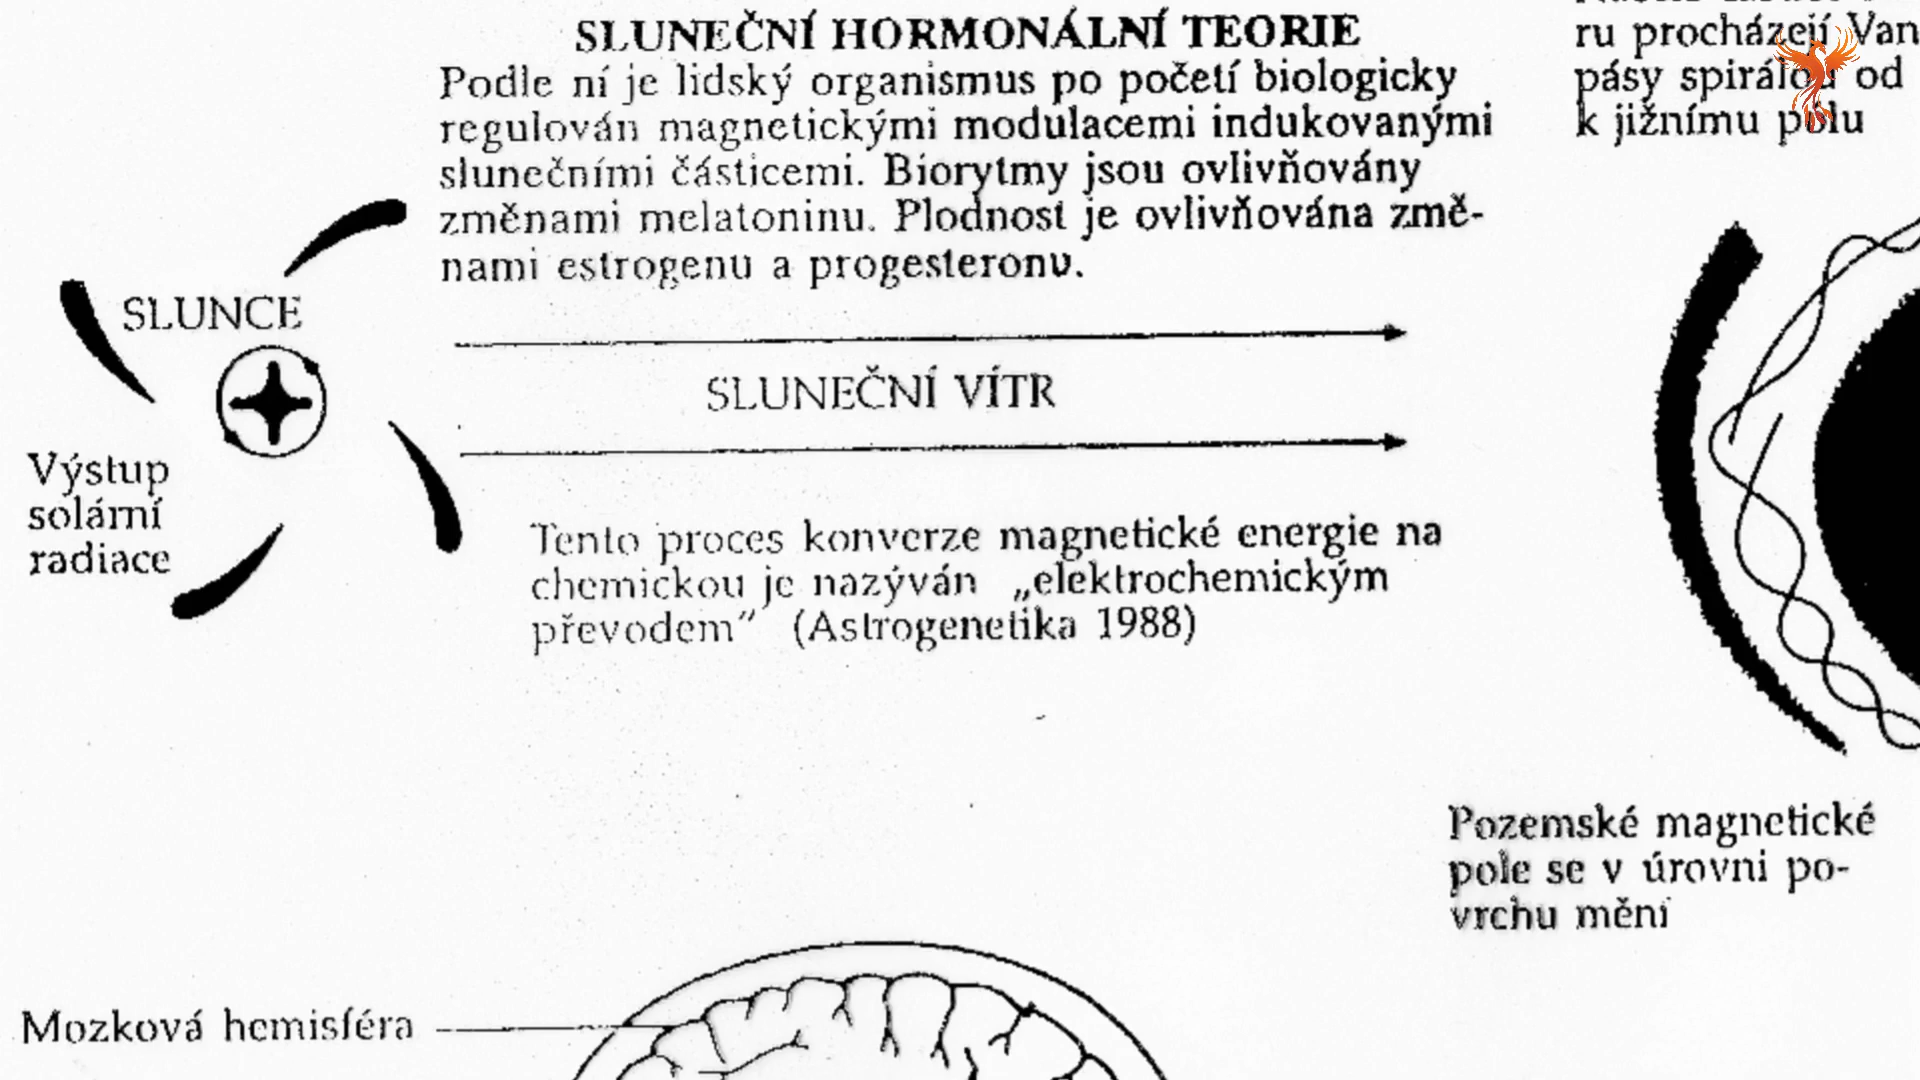 SLUNEČNÍ HORMONÁLNÍ TEORIE
Podle ní je lidský organismus po početí biologicky
regulován magnetickými modulacemi indukovanými
slunečními částicemi. Biorytmy jsou ovlivňovány
změnami melatoninu. Plodnost je ovlivňována změ-
nami estrogenu a progesteronu.
ru procházejí Van
pásy spirálou od
k jižnímu pólu
SLUNCE
SLUNEČNÍ VÍTR
Výstup
solární
radiace
Tento proces konverze magnetické energie na
chemickou je nazýván „elektrochemickým
převodem” (Astrogenetika 1988)
Pozemské magnetické
pole se v úrovni po-
vrchu mění
Mozková hemisféra